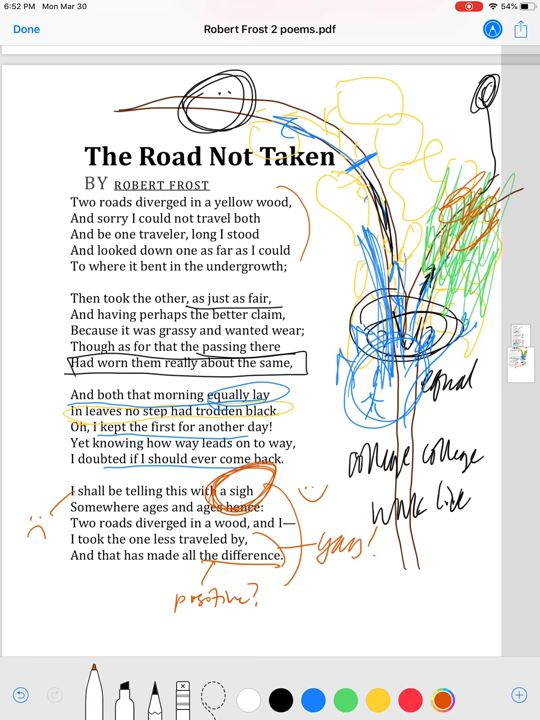 6:52 PM Mon Mar 30
54%
Done
Robert Frost 2 poems.pdf
The Road Not Taken
BY ROBERT FROST
Two roads diverged in a yellow wood,
And sorry I could not travel both
And be one traveler, long I stood
And looked down one as far as I could
To where it bent in the undergrowth;
Then took the other, as just as fair,
And having perhaps the better claim,
Because it was grassy and wanted wear;
Though as for that the passing there
Had worn them really about the same,
And both that morning equally lay
In leaves no step had trodden black.
Oh, I kept the first for another day!
Yet knowing how way leads on to way,
I doubted if I should ever come back.
I shall be telling this with a sigh
Somewhere ages and ages hence:
Two roads diverged in a wood, and I—
I took the one less traveled by,
And that has made all the difference.
equal
college college
work
yay!
positive?